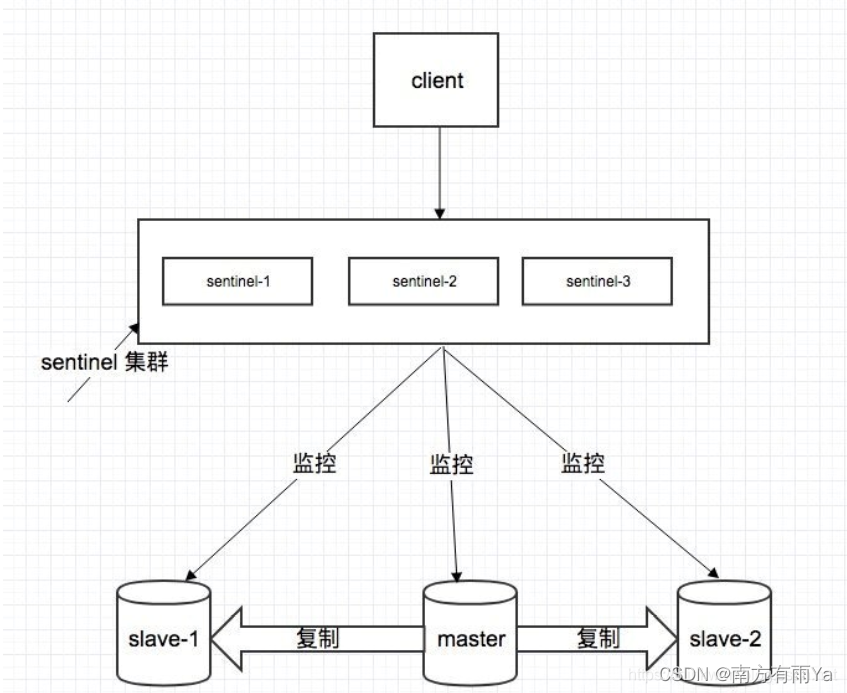 client
sentinel-1
sentinel-2
sentinel-3
sentinel 集群
监控
监控
监控
slave-1
复制
master
复制
slave-2
CSDN @南方有雨Ya